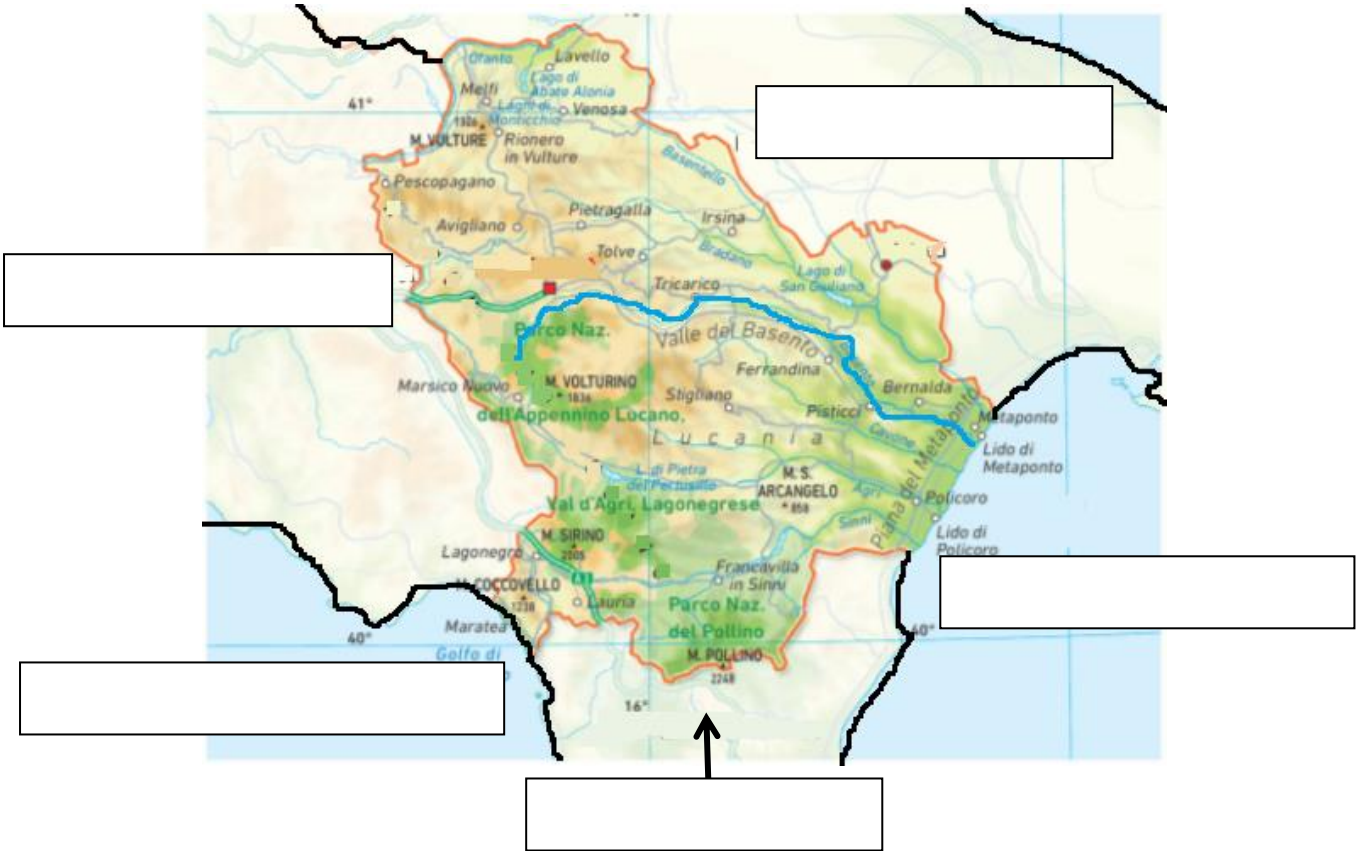 Ofanto
Lavello
Lago di
Abate Alonia
Melfi
Laghi di
Monticchio
Venosa
41°
1326
M. VULTURE
Rionero
in Vulture
Basentello
Pescopagano
Pietragalla
Irsina
Avigliano
Tolve
Bradano
Lago di
San Giuliano
Tricarico
Parco Naz.
Valle del Basento
Ferrandina
Marsico Nuovo
M. VOLTURINO
1836
Stigliano
Bernalda
dell'Appennino Lucano,
Pisticci
Metaponto
Lucania
Cavone
Lido di
Metaponto
L. di Pietra
del Pertusillo
M. S.
ARCANGELO
858
Agri
Piana del Metaponto
Policoro
Val d'Agri, Lagonegrese
Sinni
Lido di
Policoro
M. SIRINO
2005
Lagonegro
Francavilla
in Sinni
M. COCCOVELLO
1238
Lauria
Parco Naz.
del Pollino
Maratea
40°
40°
Golfo di
M. POLLINO
2248
16°